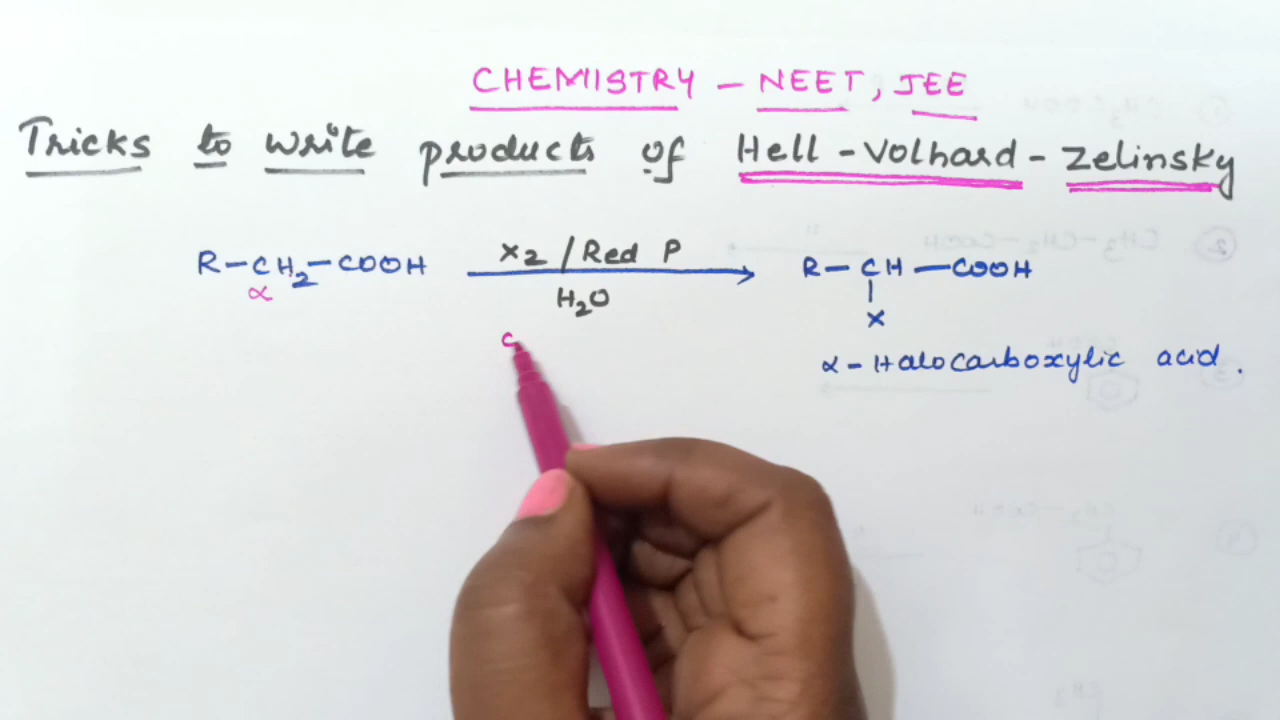 CHEMISTRY - NEET, JEE
Tricks to write products of Hell - Volhard - Zelinsky
R-CH2-COOH X2 / Red P R-CH-COOH
α H2O X
α - Halocarboxylic acid.